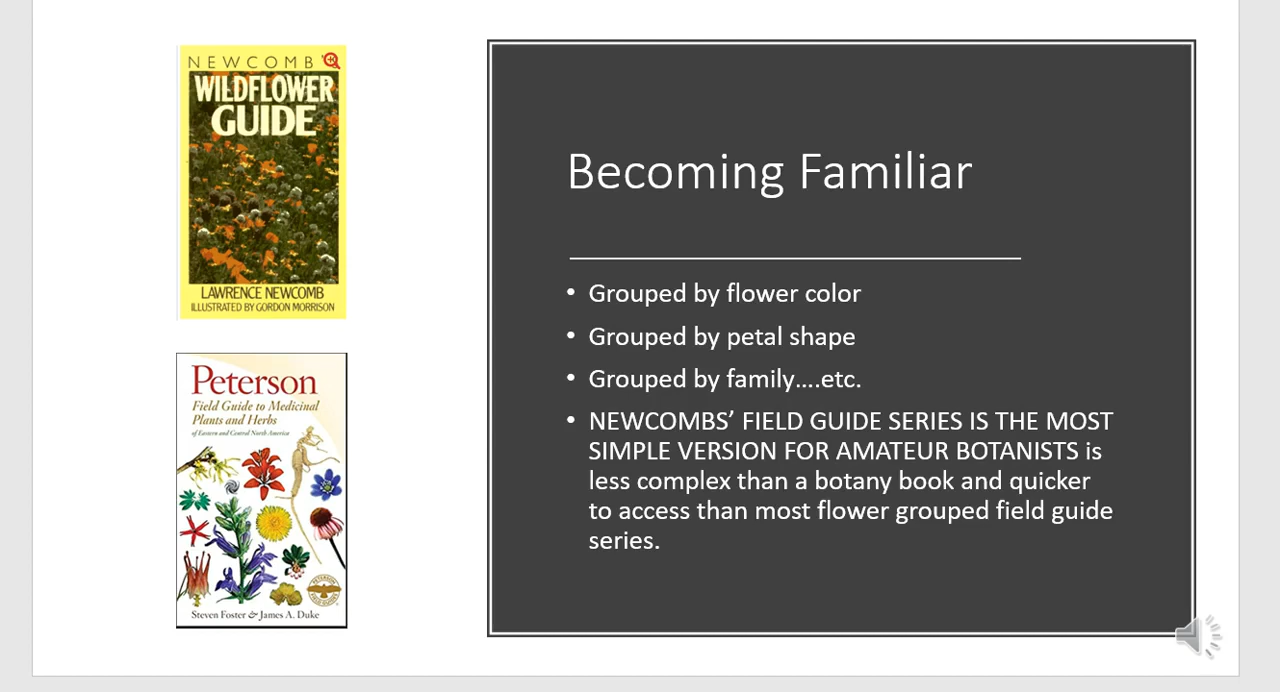 NEWCOMB'S
WILDFLOWER
GUIDE
LAWRENCE NEWCOMB
ILLUSTRATED BY GORDON MORRISON
Peterson
Field Guide to Medicinal
Plants and Herbs
of Eastern and Central North America
PETERSON
FIELD GUIDES
Steven Foster & James A. Duke
Becoming Familiar
• Grouped by flower color
• Grouped by petal shape
• Grouped by family....etc.
• NEWCOMBS’ FIELD GUIDE SERIES IS THE MOST
SIMPLE VERSION FOR AMATEUR BOTANISTS is
less complex than a botany book and quicker
to access than most flower grouped field guide
series.